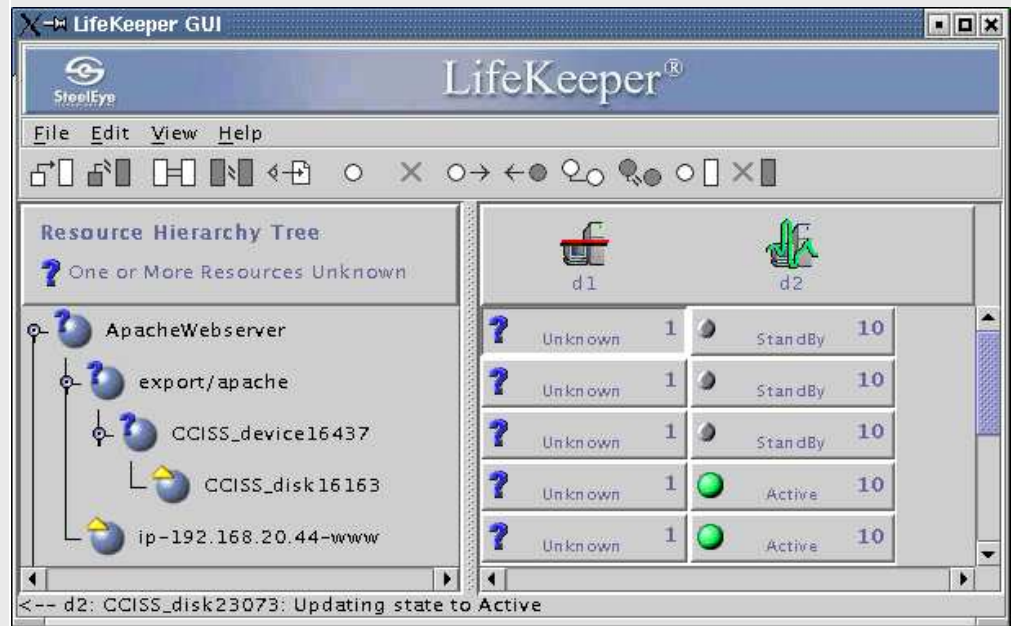 LifeKeeper GUI
SteelEye
LifeKeeper®
File Edit View Help
Resource Hierarchy Tree
? One or More Resources Unknown
d1 d2
ApacheWebserver
? Unknown 1 StandBy 10
export/apache
? Unknown 1 StandBy 10
CCISS_device16437
? Unknown 1 StandBy 10
CCISS_disk16163
? Unknown 1 Active 10
ip-192.168.20.44-www
? Unknown 1 Active 10
<-- d2: CCISS_disk23073: Updating state to Active